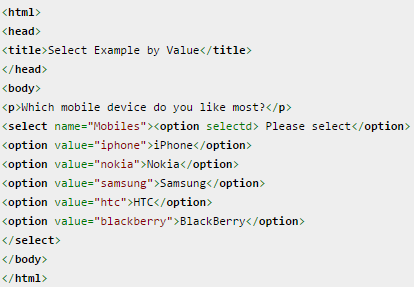 <html>
<head>
<title>Select Example by Value</title>
</head>
<body>
<p>Which mobile device do you like most?</p>
<select name="Mobiles"><option selectd> Please select</option>
<option value="iphone">iPhone</option>
<option value="nokia">Nokia</option>
<option value="samsung">Samsung</option>
<option value="htc">HTC</option>
<option value="blackberry">BlackBerry</option>
</select>
</body>
</html>